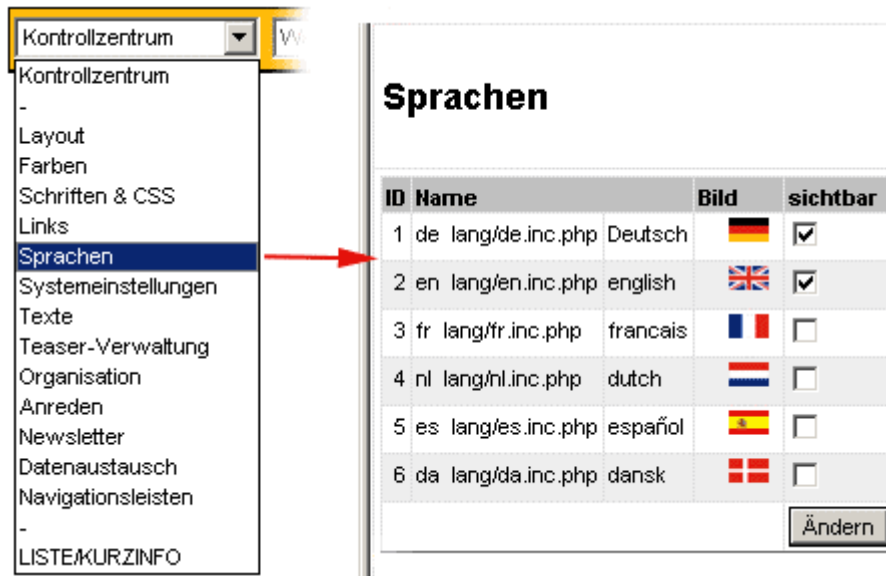 Kontrollzentrum
Kontrollzentrum
-
Layout
Farben
Schriften & CSS
Links
Sprachen
Systemeinstellungen
Texte
Teaser-Verwaltung
Organisation
Anreden
Newsletter
Datenaustausch
Navigationsleisten
-
LISTE/KURZINFO
Sprachen
ID Name Bild sichtbar
1 de lang/de.inc.php Deutsch
2 en lang/en.inc.php english
3 fr lang/fr.inc.php francais
4 nl lang/nl.inc.php dutch
5 es lang/es.inc.php español
6 da lang/da.inc.php dansk
Ändern